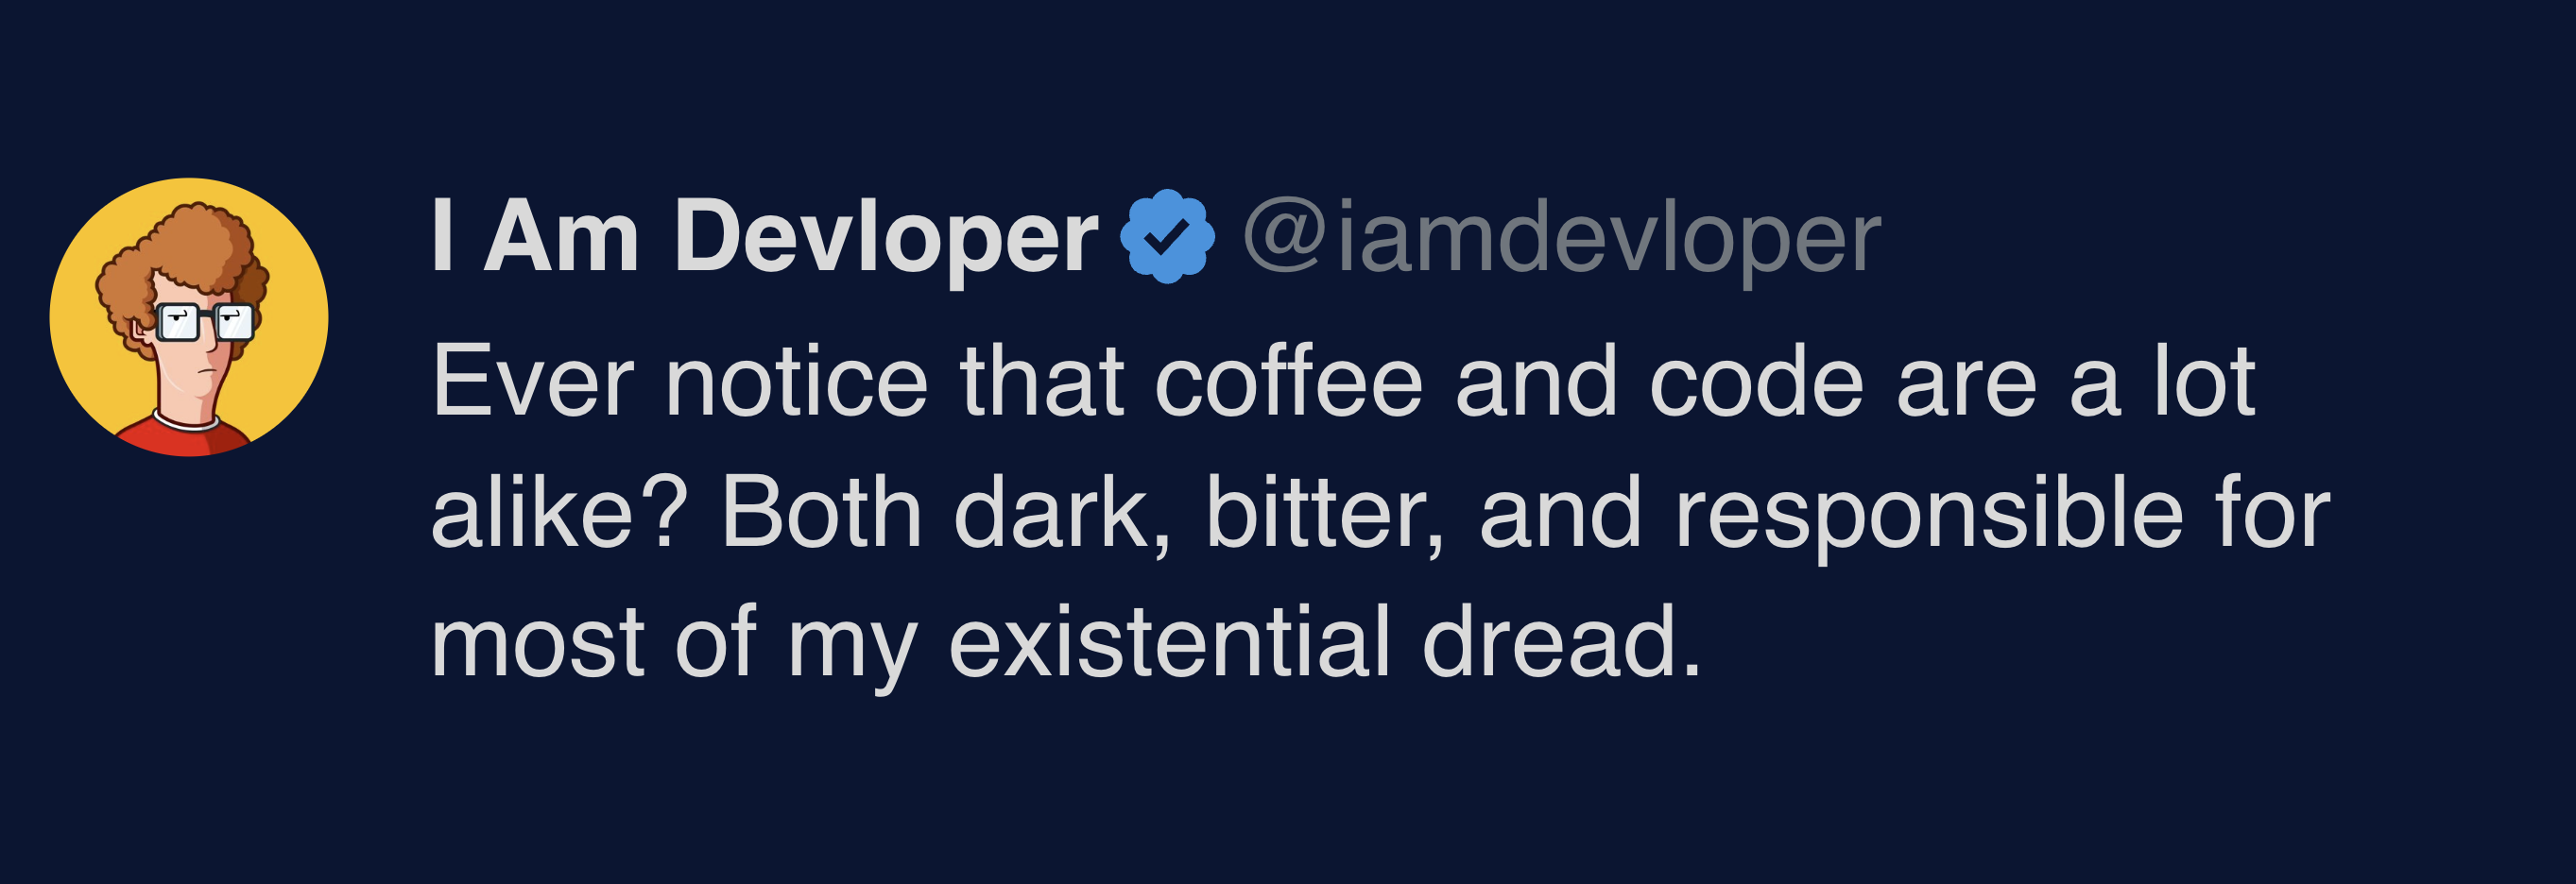 I Am Devloper @iamdevloper
Ever notice that coffee and code are a lot
alike? Both dark, bitter, and responsible for
most of my existential dread.